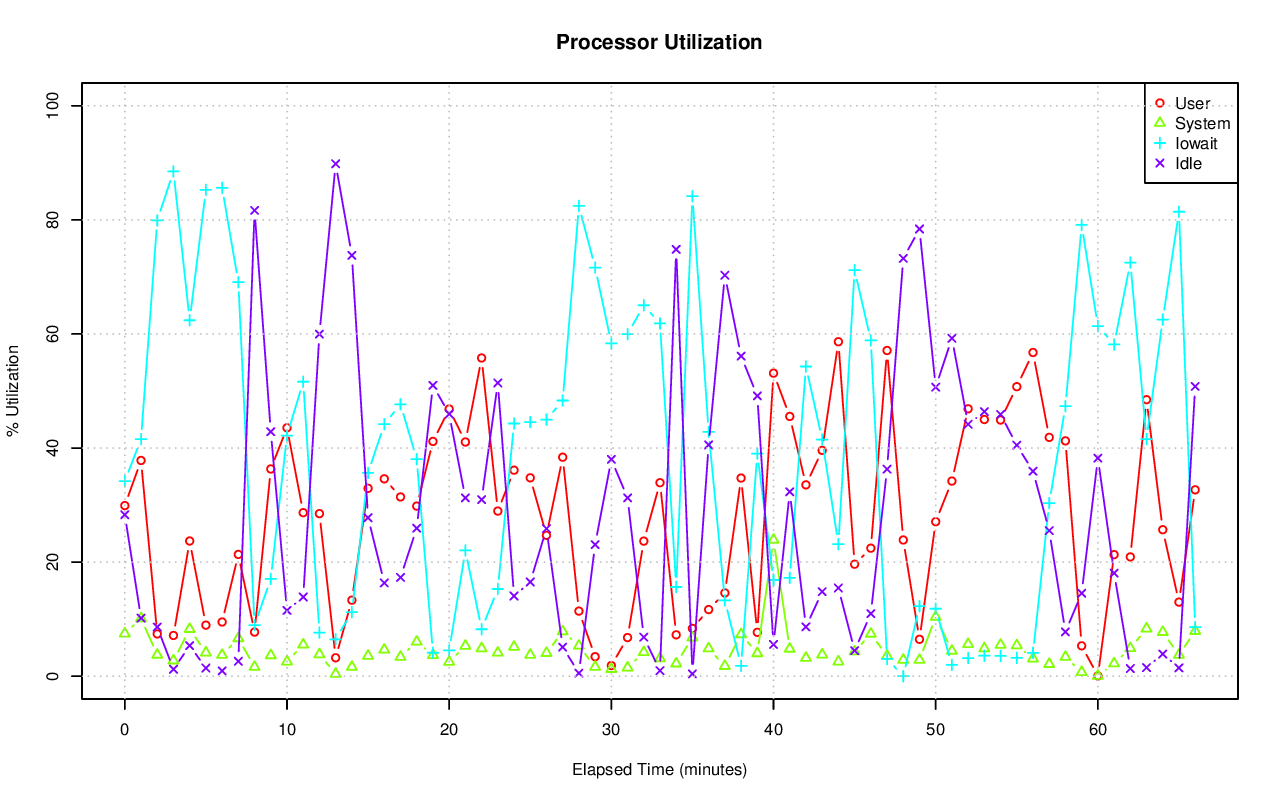 Processor Utilization
% Utilization
100
80
60
40
20
0
User
System
Iowait
Idle
0 10 20 30 40 50 60
Elapsed Time (minutes)